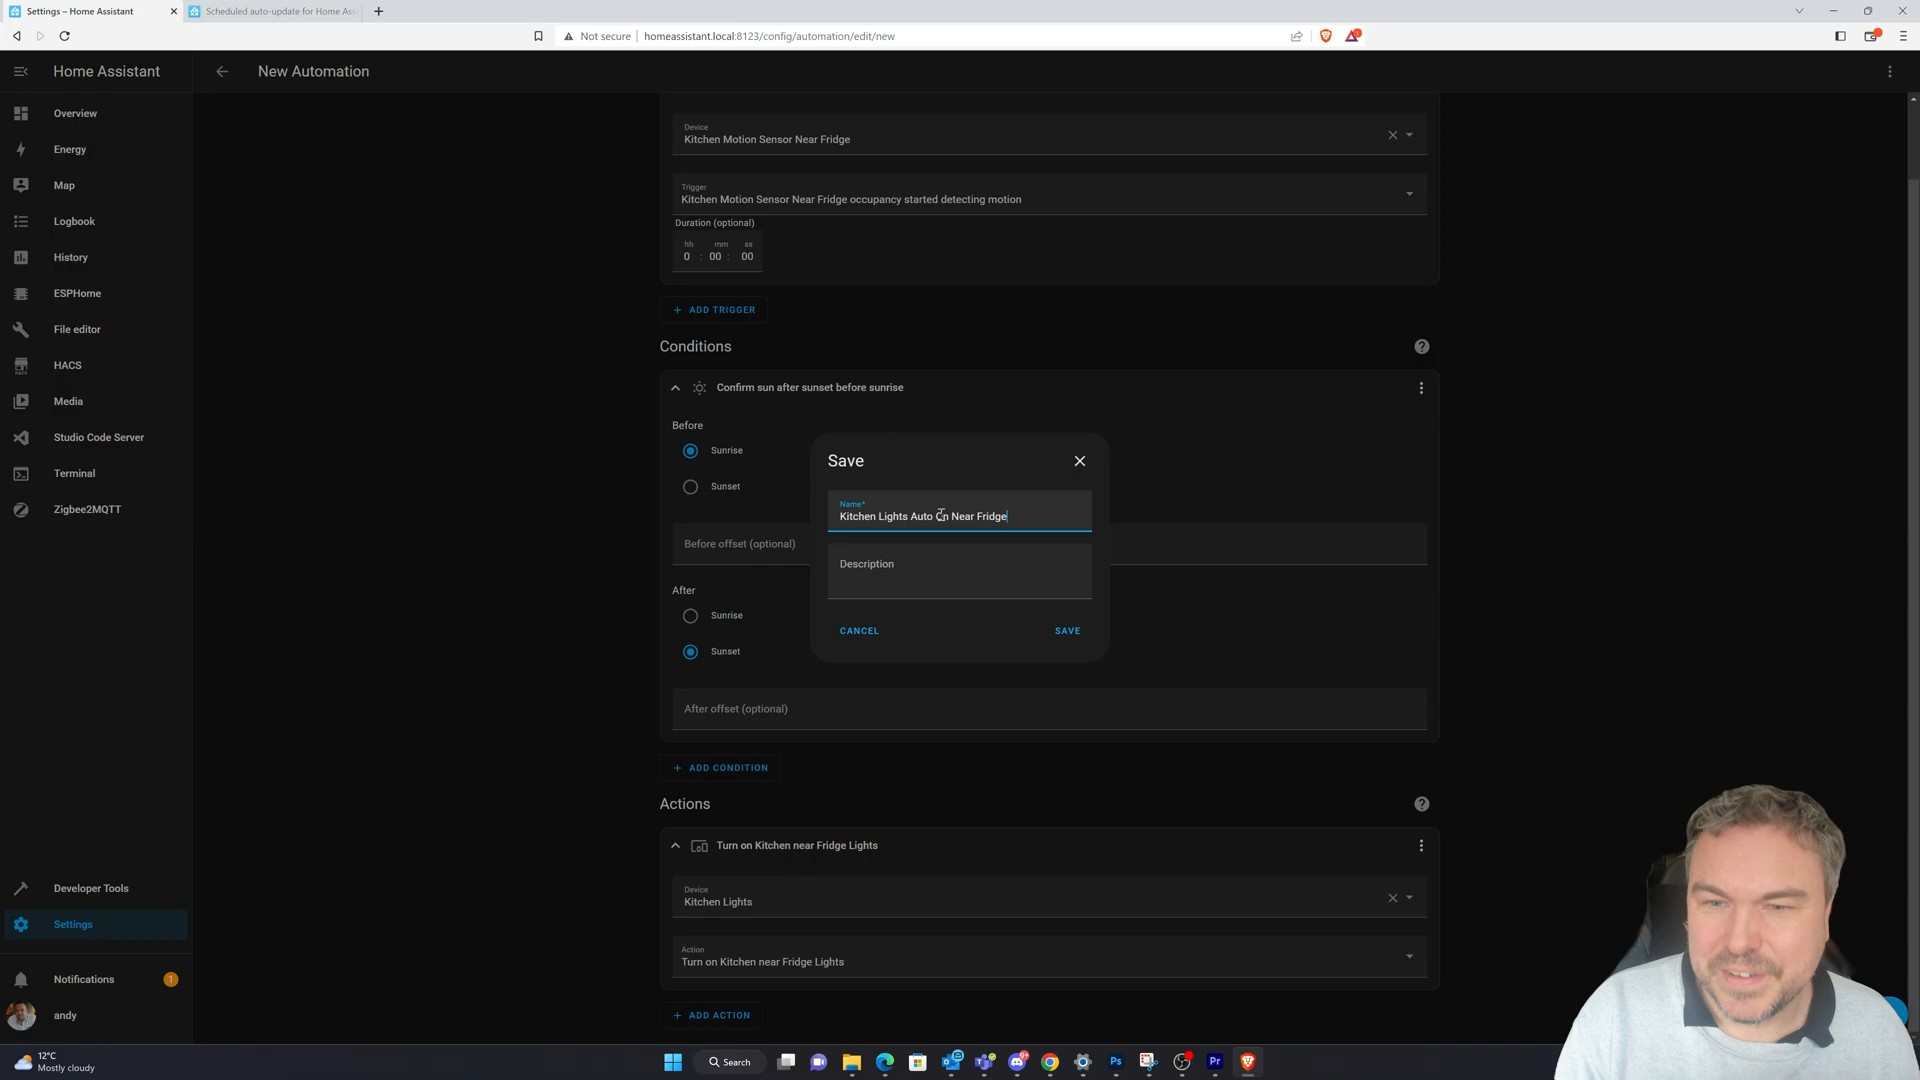 Settings – Home Assistant
Scheduled auto-update for Home Ass
Not secure
homeassistant.local:8123/config/automation/edit/new
Home Assistant
New Automation
Overview
Energy
Map
Logbook
History
ESPHome
File editor
HACS
Media
Studio Code Server
Terminal
Zigbee2MQTT
Developer Tools
Settings
Notifications
1
andy
Device
Kitchen Motion Sensor Near Fridge
Trigger
Kitchen Motion Sensor Near Fridge occupancy started detecting motion
Duration (optional)
hh mm ss
0 : 00 : 00
+ ADD TRIGGER
Conditions
Confirm sun after sunset before sunrise
Before
Sunrise
Sunset
Before offset (optional)
After
Sunrise
Sunset
After offset (optional)
+ ADD CONDITION
Save
Name*
Kitchen Lights Auto On Near Fridge
Description
CANCEL
SAVE
Actions
Turn on Kitchen near Fridge Lights
Device
Kitchen Lights
Action
Turn on Kitchen near Fridge Lights
+ ADD ACTION
12°C
Mostly cloudy
Search
Ps
Pr